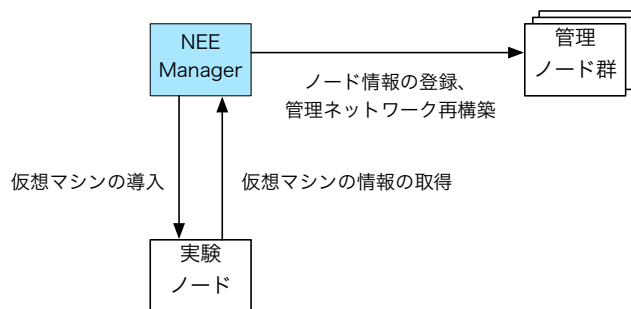 NEE
Manager
管理
ノード群
ノード情報の登録、
管理ネットワーク再構築
仮想マシンの導入
仮想マシンの情報の取得
実験
ノード